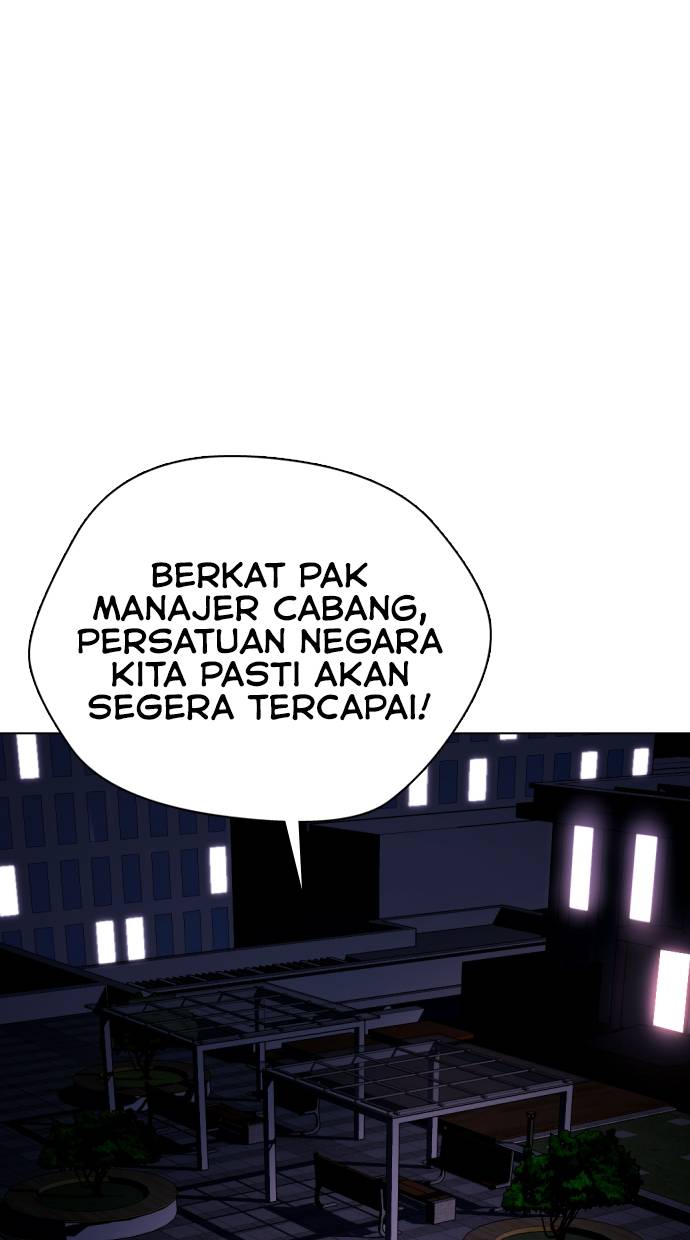 BERKAT PAK
MANAJER CABANG,
PERSATUAN NEGARA
KITA PASTI AKAN
SEGERA TERCAPAI!